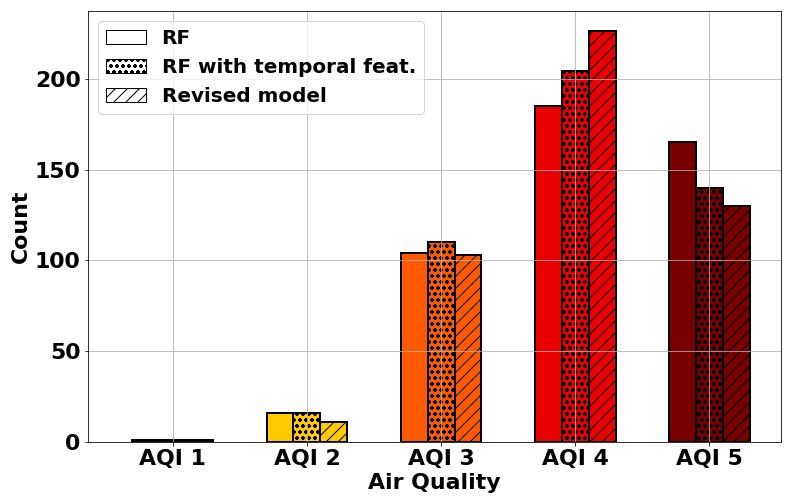 RF
RF with temporal feat.
Revised model
Count
200
150
100
50
0
AQI 1 AQI 2 AQI 3 AQI 4 AQI 5
Air Quality